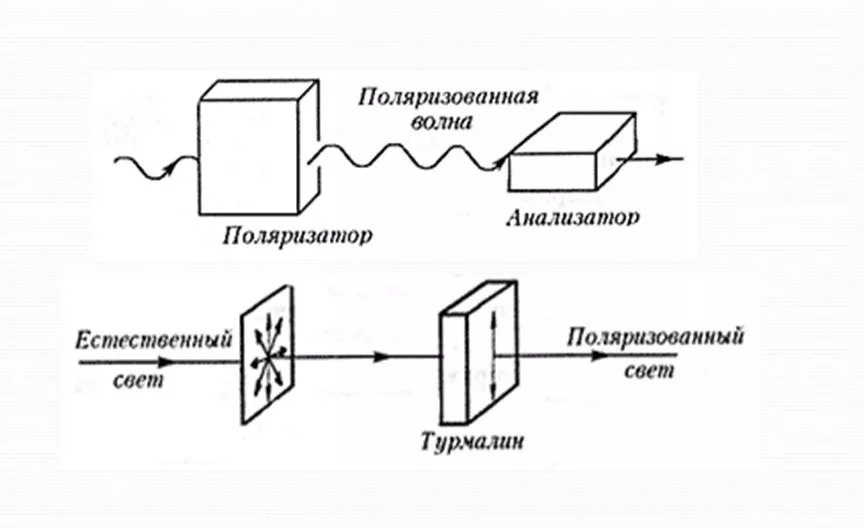 Поляризованная
волна
Анализатор
Поляризатор
Естественный
свет
Поляризованный
свет
Турмалин